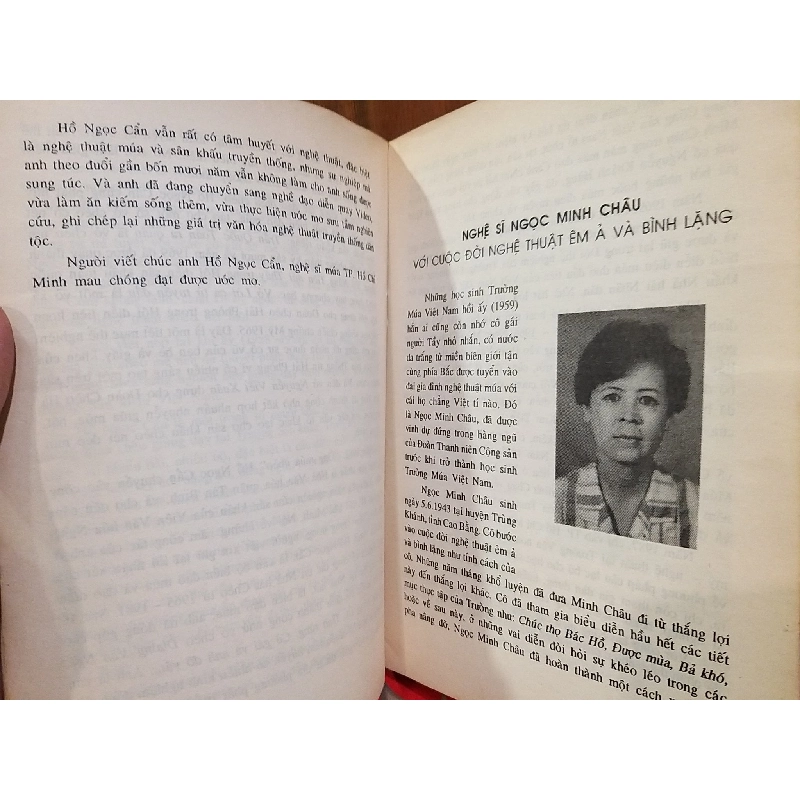 Hồ Ngọc Cẩn vẫn rất có tâm huyết với nghệ thuật, đặc biệt
là nghệ thuật múa và sân khấu truyền thống, nhưng sự nghiệp mà
anh theo đuổi gần bốn mươi năm vẫn không làm cho anh sống được
sung túc. Và anh đã đang chuyển sang nghề đạo diễn quay Video,
vừa làm ăn kiếm sống thêm, vừa thực hiện ước mơ sưu tầm nghiên
cứu, ghi chép lại những giá trị văn hóa nghệ thuật truyền thống dân
tộc.
Người viết chúc anh Hồ Ngọc Cẩn, nghệ sĩ múa TP. Hồ Chí
Minh mau chóng đạt được ước mơ.
NGHỆ SĨ NGỌC MINH CHÂU
VỚI CUỘC ĐỜI NGHỆ THUẬT ÊM Ả VÀ BÌNH LẶNG
Những học sinh Trường
Múa Việt Nam hồi ấy (1959)
hẳn ai cũng còn nhớ cô gái
người Tầy nhỏ nhắn, có nước
da trắng từ miền biên giới tận
cùng phía Bắc được tuyển vào
đại gia đình nghệ thuật múa với
cái họ chẳng Việt tí nào. Đó
là Ngọc Minh Châu, đã được
vinh dự đứng trong hàng ngũ
của Đoàn Thanh niên Cộng sản
trước khi trở thành học sinh
Trường Múa Việt Nam.
Ngọc Minh Châu sinh
ngày 5.6.1943 tại huyện Trùng
Khánh, tỉnh Cao Bằng. Cô bước
vào cuộc đời nghệ thuật êm ả
và bình lặng như tính cách của
cô. Những năm tháng khổ luyện đã đưa Minh Châu đi từ thắng lợi
này đến thắng lợi khác. Cô đã tham gia biểu diễn hầu hết các tiết
mục thực tập của Trường như: Chúc thọ Bác Hồ, Được mùa, Bả khó,
hoặc về sau này, ở những vai diễn đòi hỏi sự khéo léo trong các
pha nâng đỡ, Ngọc Minh Châu đã hoàn thành một cách